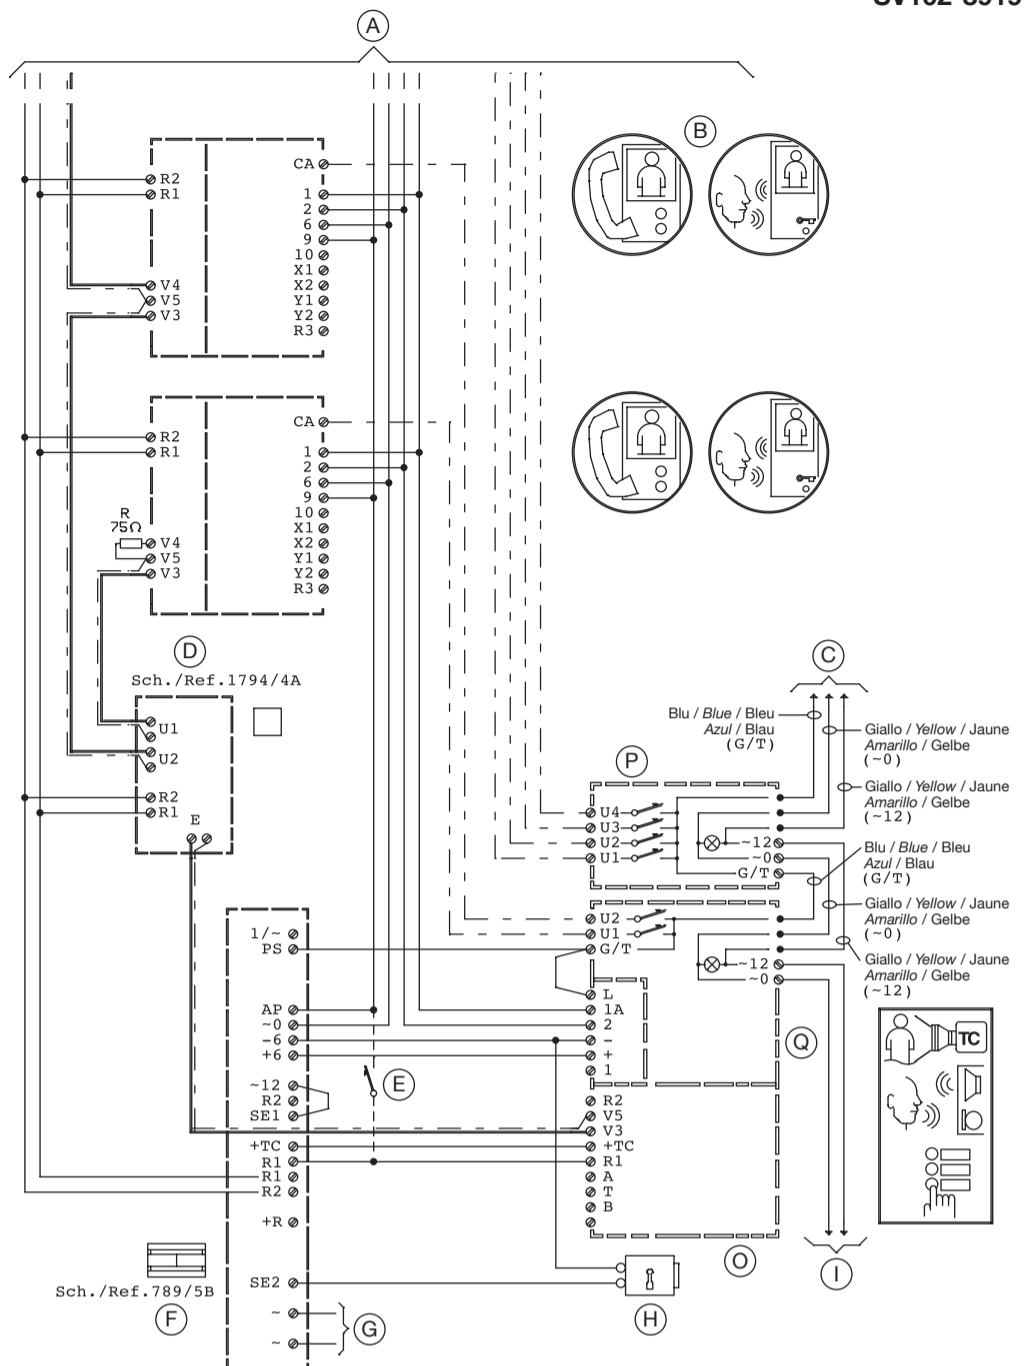 A
B
CA
R2
1
R1
2
6
9
10
X1
V4
X2
V5
Y1
V3
Y2
R3
CA
R2
1
R1
2
6
9
R
10
75Ω
X1
V4
X2
V5
Y1
V3
Y2
R3
D
Sch./Ref.1794/4A
C
U1
U2
R2
R1
E
Blu / Blue / Bleu
Azul / Blau
(G/T)
Giallo / Yellow / Jaune
Amarillo / Gelbe
(~0)
P
Giallo / Yellow / Jaune
Amarillo / Gelbe
(~12)
U4
U3
U2
~12
U1
~0
G/T
Blu / Blue / Bleu
Azul / Blau
(G/T)
Giallo / Yellow / Jaune
Amarillo / Gelbe
(~0)
Giallo / Yellow / Jaune
Amarillo / Gelbe
(~12)
U2
U1
G/T
~12
~0
1/~
PS
L
AP
1A
~0
2
-6
-
+6
+
1
Q
TC
E
~12
R2
R2
SE1
V5
V3
+TC
+TC
R1
R1
R1
A
R2
T
B
+R
O
I
Sch./Ref.789/5B
F
SE2
H
~
G
~